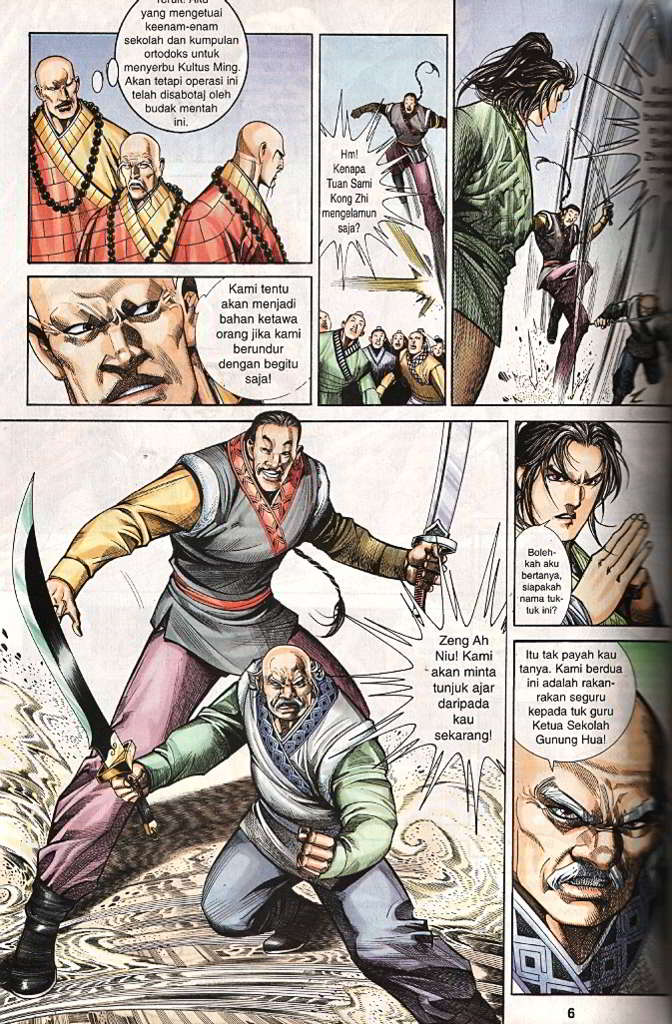 Teruk! Aku
yang mengetuai
keenam-enam
sekolah dan kumpulan
ortodoks untuk
menyerbu Kultus Ming.
Akan tetapi operasi ini
telah disabotaj oleh
budak mentah
ini.
Hm!
Kenapa
Tuan Sami
Kong Zhi
mengelamun
saja?
Kami tentu
akan menjadi
bahan ketawa
orang jika kami
berundur
dengan begitu
saja!
Zeng Ah
Niu! Kami
akan minta
tunjuk ajar
daripada
kau
sekarang!
Boleh-
kah aku
bertanya,
siapakah
nama tuk-
tuk ini?
Itu tak payah kau
tanya. Kami berdua
ini adalah rakan-
rakan seguru
kepada tuk guru
Ketua Sekolah
Gunung Hua!
6